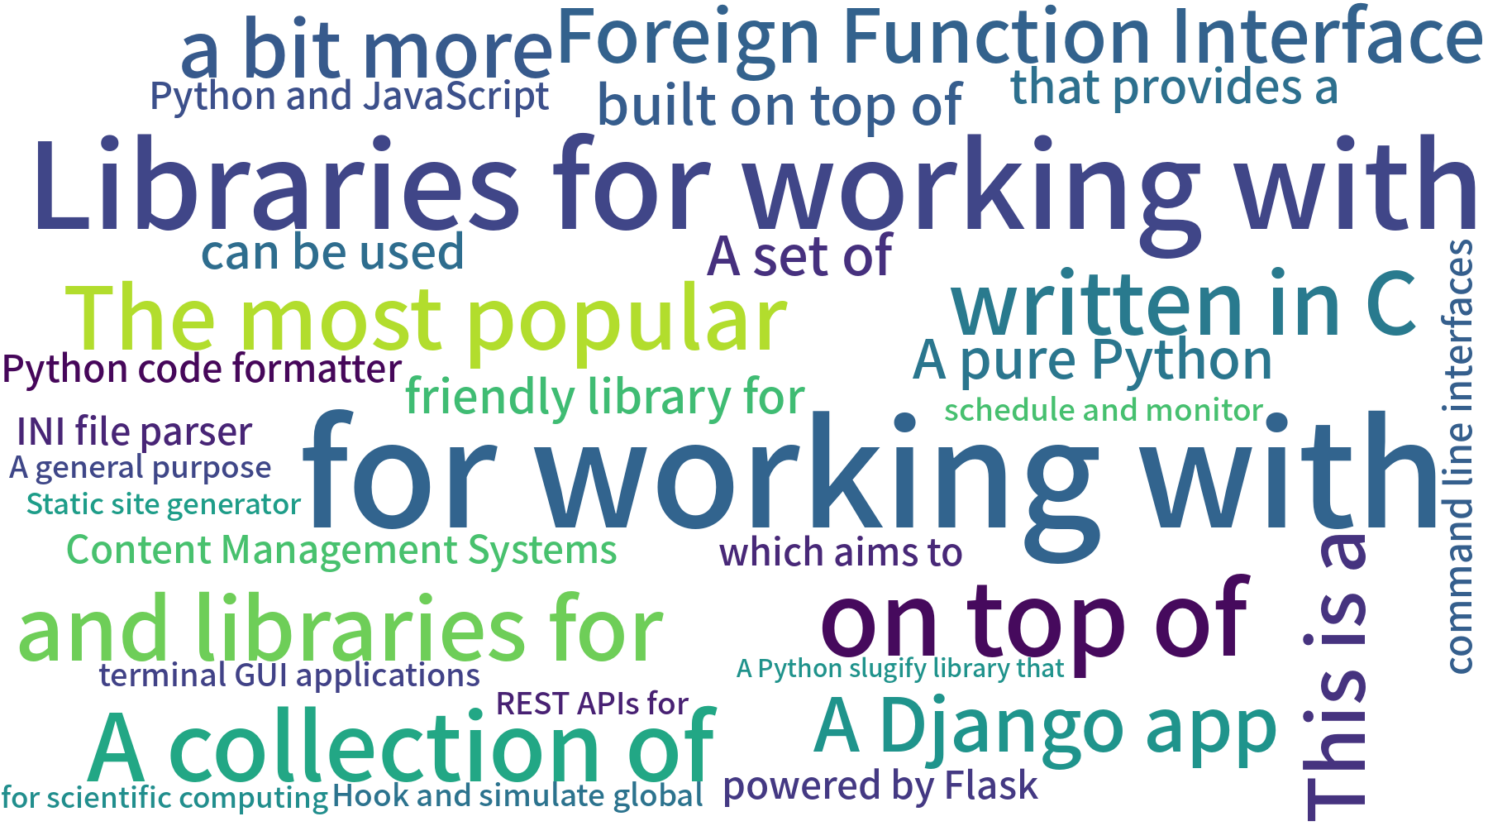 a bit more
Foreign Function Interface
Python and JavaScript
built on top of
that provides a
Libraries for working with
can be used
A set of
The most popular
written in C
command line interfaces
Python code formatter
A pure Python
friendly library for
schedule and monitor
INI file parser
for working with
A general purpose
Static site generator
Content Management Systems
which aims to
This is a
and libraries for
on top of
terminal GUI applications
A Python slugify library that
REST APIs for
A collection of
A Django app
for scientific computing
Hook and simulate global
powered by Flask